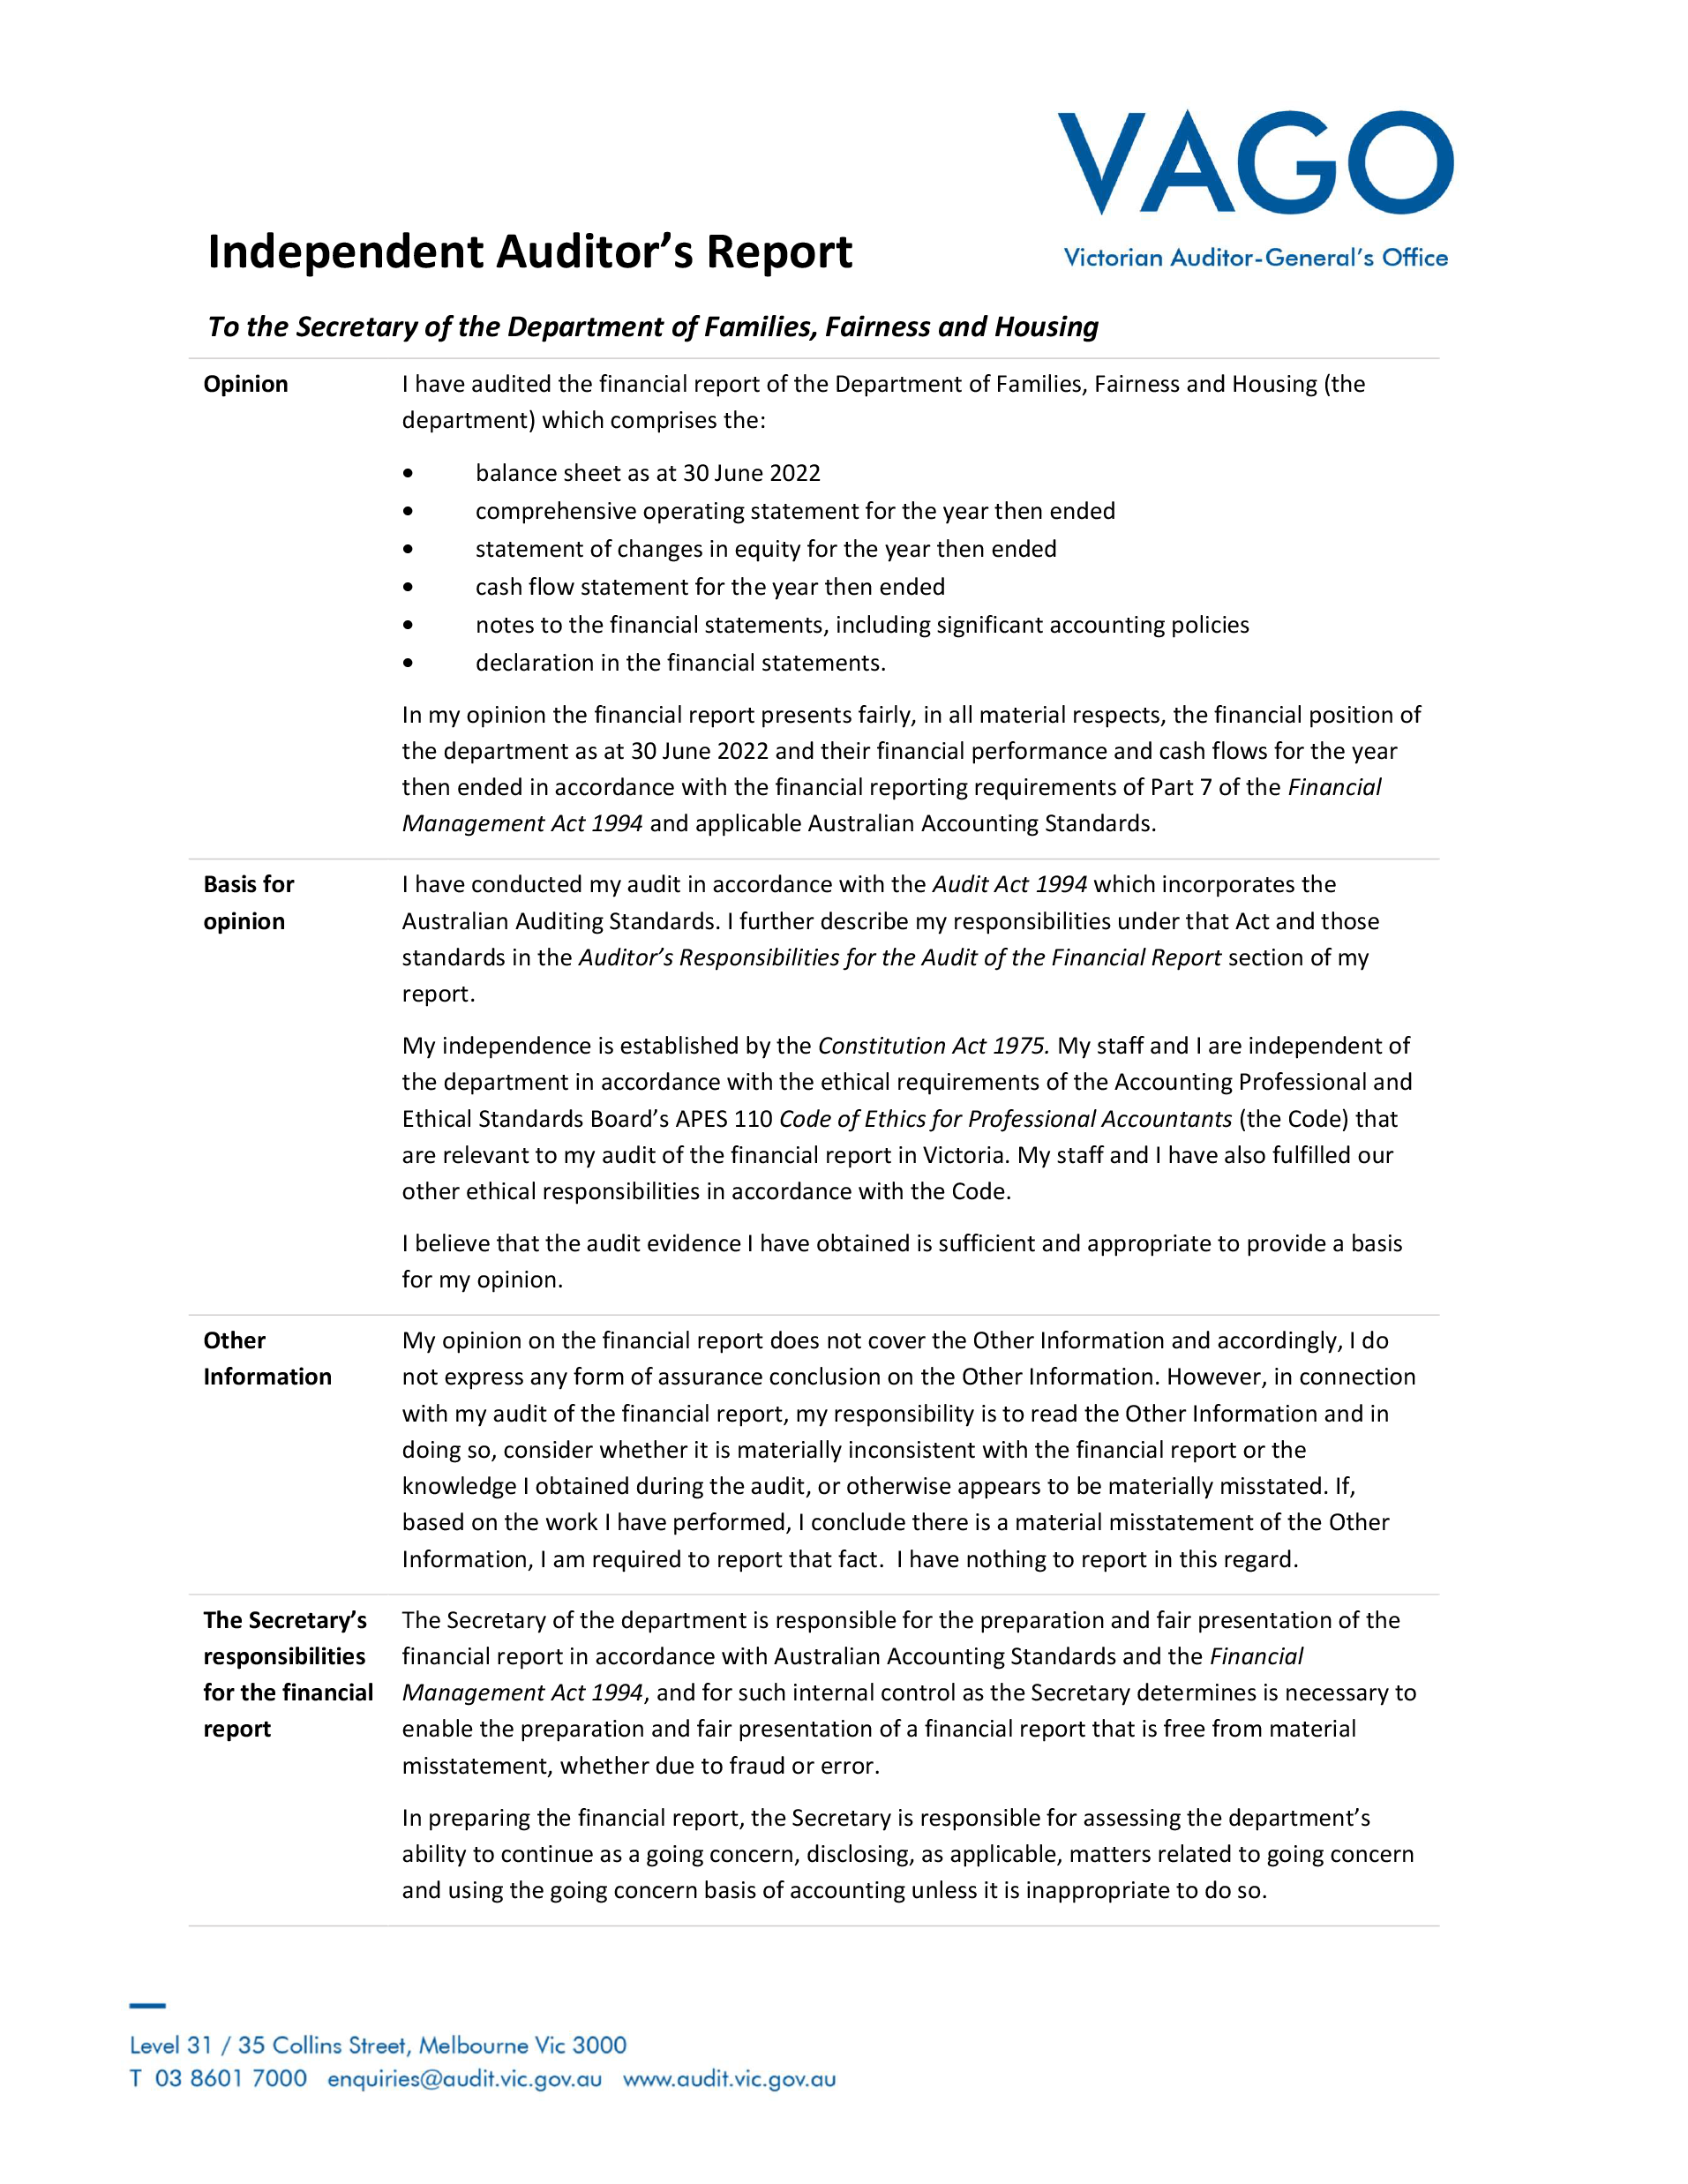 VAGO
Independent Auditor's Report
Victorian Auditor-General's Office
To the Secretary of the Department of Families, Fairness and Housing
Opinion
I have audited the financial report of the Department of Families, Fairness and Housing (the
department) which comprises the:
• balance sheet as at 30 June 2022
• comprehensive operating statement for the year then ended
• statement of changes in equity for the year then ended
• cash flow statement for the year then ended
• notes to the financial statements, including significant accounting policies
• declaration in the financial statements.
In my opinion the financial report presents fairly, in all material respects, the financial position of
the department as at 30 June 2022 and their financial performance and cash flows for the year
then ended in accordance with the financial reporting requirements of Part 7 of the Financial
Management Act 1994 and applicable Australian Accounting Standards.
Basis for
opinion
I have conducted my audit in accordance with the Audit Act 1994 which incorporates the
Australian Auditing Standards. I further describe my responsibilities under that Act and those
standards in the Auditor's Responsibilities for the Audit of the Financial Report section of my
report.
My independence is established by the Constitution Act 1975. My staff and I are independent of
the department in accordance with the ethical requirements of the Accounting Professional and
Ethical Standards Board's APES 110 Code of Ethics for Professional Accountants (the Code) that
are relevant to my audit of the financial report in Victoria. My staff and I have also fulfilled our
other ethical responsibilities in accordance with the Code.
I believe that the audit evidence I have obtained is sufficient and appropriate to provide a basis
for my opinion.
Other
Information
My opinion on the financial report does not cover the Other Information and accordingly, I do
not express any form of assurance conclusion on the Other Information. However, in connection
with my audit of the financial report, my responsibility is to read the Other Information and in
doing so, consider whether it is materially inconsistent with the financial report or the
knowledge I obtained during the audit, or otherwise appears to be materially misstated. If,
based on the work I have performed, I conclude there is a material misstatement of the Other
Information, I am required to report that fact.  I have nothing to report in this regard.
The Secretary's
responsibilities
for the financial
report
The Secretary of the department is responsible for the preparation and fair presentation of the
financial report in accordance with Australian Accounting Standards and the Financial
Management Act 1994, and for such internal control as the Secretary determines is necessary to
enable the preparation and fair presentation of a financial report that is free from material
misstatement, whether due to fraud or error.
In preparing the financial report, the Secretary is responsible for assessing the department's
ability to continue as a going concern, disclosing, as applicable, matters related to going concern
and using the going concern basis of accounting unless it is inappropriate to do so.
Level 31 / 35 Collins Street, Melbourne Vic 3000
T 03 8601 7000 enquiries@audit.vic.gov.au www.audit.vic.gov.au